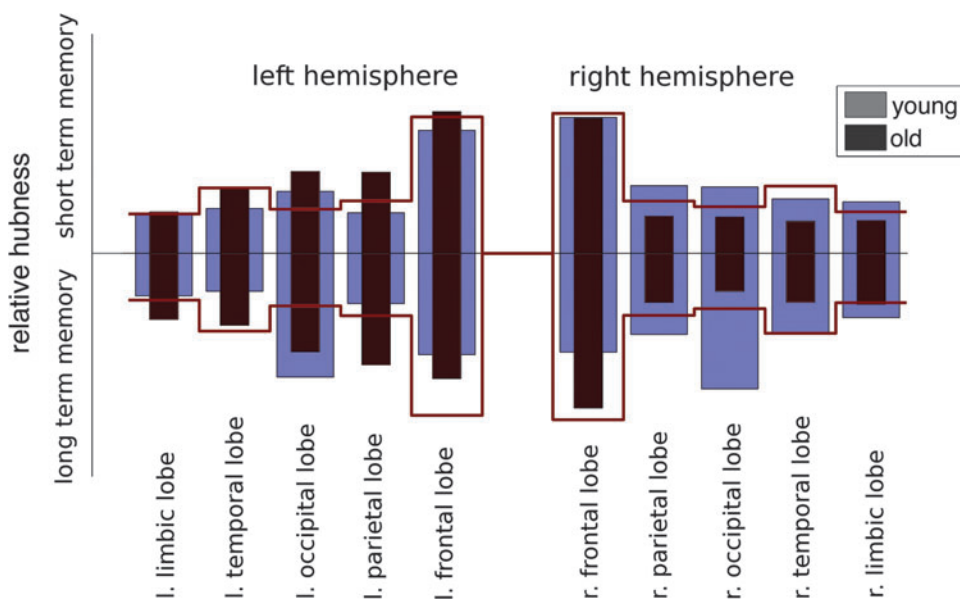 left hemisphere
right hemisphere
young
old
relative hubness
short term memory
long term memory
l. limbic lobe
l. temporal lobe
l. occipital lobe
l. parietal lobe
l. frontal lobe
r. frontal lobe
r. parietal lobe
r. occipital lobe
r. temporal lobe
r. limbic lobe